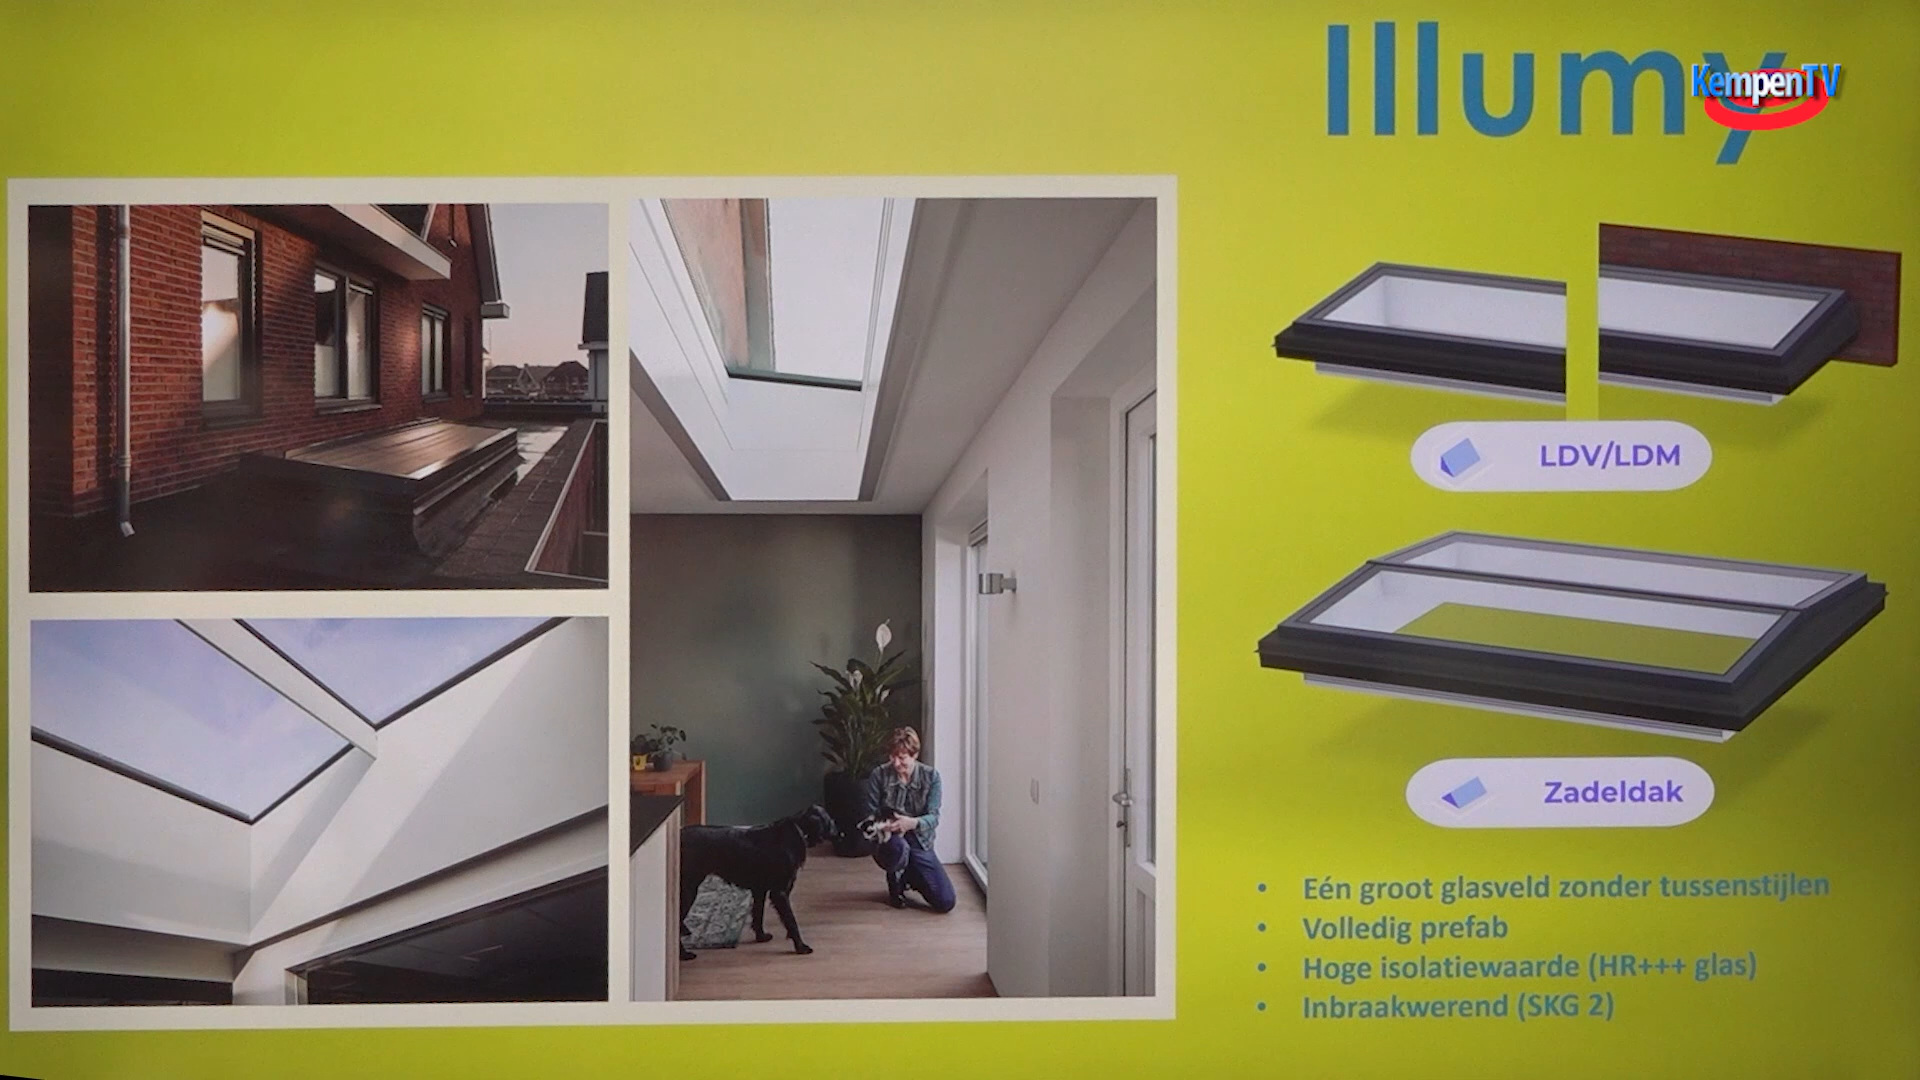 Illumy
KempenTV
LDV/LDM
Zadeldak
• Eén groot glasveld zonder tussenstijlen
• Volledig prefab
• Hoge isolatiewaarde (HR+++ glas)
• Inbraakwerend (SKG 2)